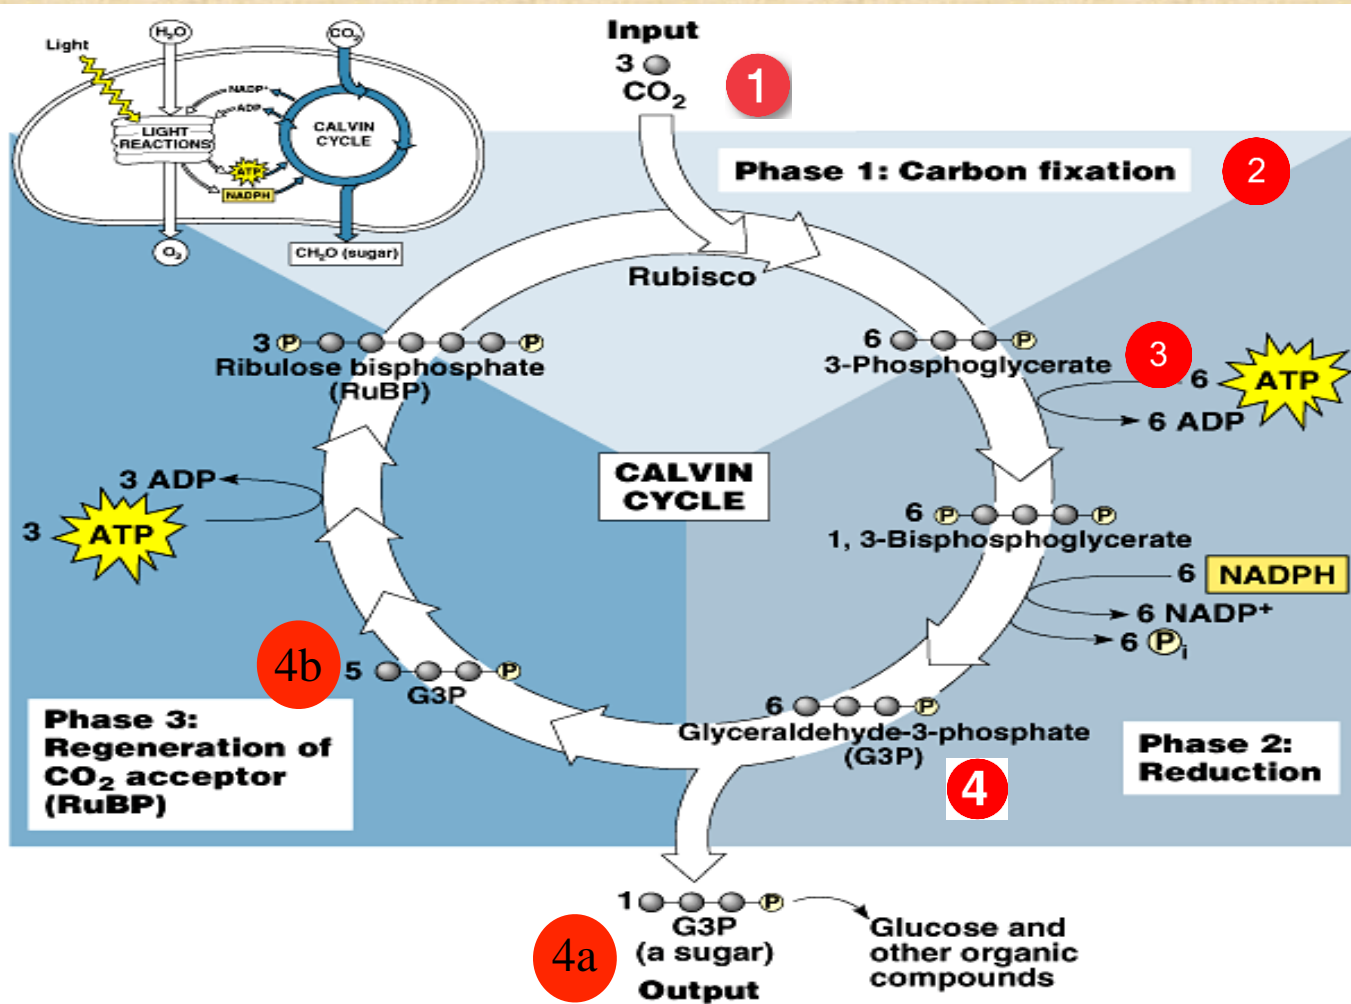 Light
H₂O
CO₂
NADP⁺
ADP
LIGHT
REACTIONS
CALVIN
CYCLE
ATP
NADPH
O₂
CH₂O (sugar)
Input
3
CO₂
1
Phase 1: Carbon fixation
2
Rubisco
3 P P
Ribulose bisphosphate
(RuBP)
6 P
3-Phosphoglycerate
3
6 ATP
6 ADP
CALVIN
CYCLE
3 ADP
3 ATP
6 P P
1, 3-Bisphosphoglycerate
6 NADPH
6 NADP⁺
6 Pᵢ
4b
5 P
G3P
6 P
Glyceraldehyde-3-phosphate
(G3P)
4
Phase 3:
Regeneration of
CO₂ acceptor
(RuBP)
Phase 2:
Reduction
1 P
G3P
(a sugar)
Output
4a
Glucose and
other organic
compounds